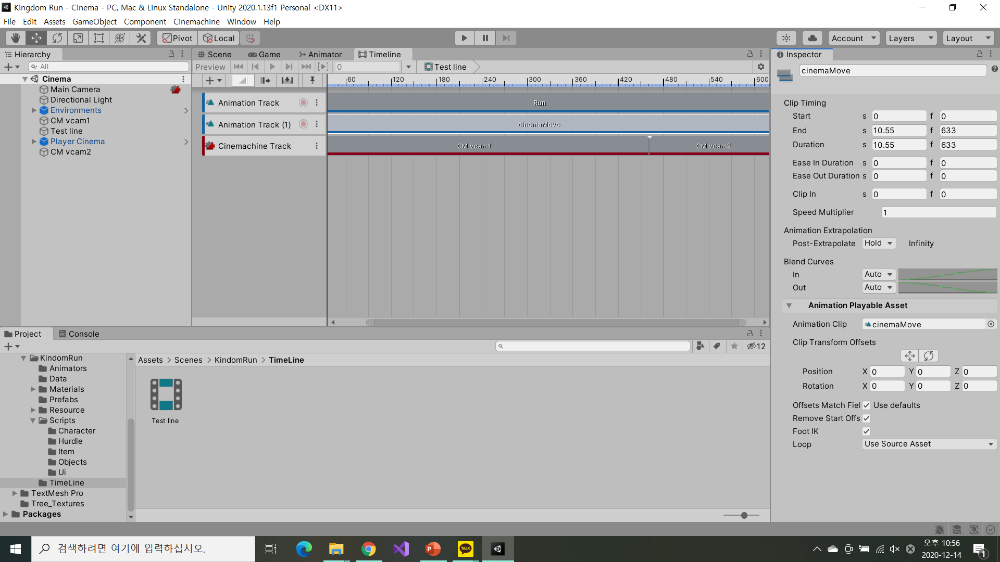 Kingdom Run - Cinema - PC, Mac & Linux Standalone - Unity 2020.1.13f1 Personal <DX11>
File Edit Assets GameObject Component Cinemachine Window Help
Pivot Local Account Layers Layout
Hierarchy
All
Cinema
Main Camera
Directional Light
Environments
CM vcam1
Test line
Player Cinema
CM vcam2
Scene Game Animator Timeline
Preview 0 Test line
60 120 180 240 300 360 420 480 540 600
Animation Track Run
Animation Track (1) cinemaMove
Cinemachine Track CM vcam1 CM vcam2
Inspector
cinemaMove
Clip Timing
Start s 0 f 0
End s 10.55 f 633
Duration s 10.55 f 633
Ease In Duration s 0 f 0
Ease Out Duration s 0 f 0
Clip In s 0 f 0
Speed Multiplier 1
Animation Extrapolation
Post-Extrapolate Hold Infinity
Blend Curves
In Auto
Out Auto
Animation Playable Asset
Animation Clip cinemaMove
Clip Transform Offsets
Position X 0 Y 0 Z 0
Rotation X 0 Y 0 Z 0
Offsets Match Fiel Use defaults
Remove Start Offs
Foot IK
Loop Use Source Asset
Project Console
12
KindomRun
Animators
Data
Materials
Prefabs
Resource
Scripts
Character
Hurdle
Item
Objects
Ui
TimeLine
TextMesh Pro
Tree_Textures
Packages
Assets > Scenes > KindomRun > TimeLine
Test line
검색하려면 여기에 입력하십시오.
TALK
오후 10:56
2020-12-14
1